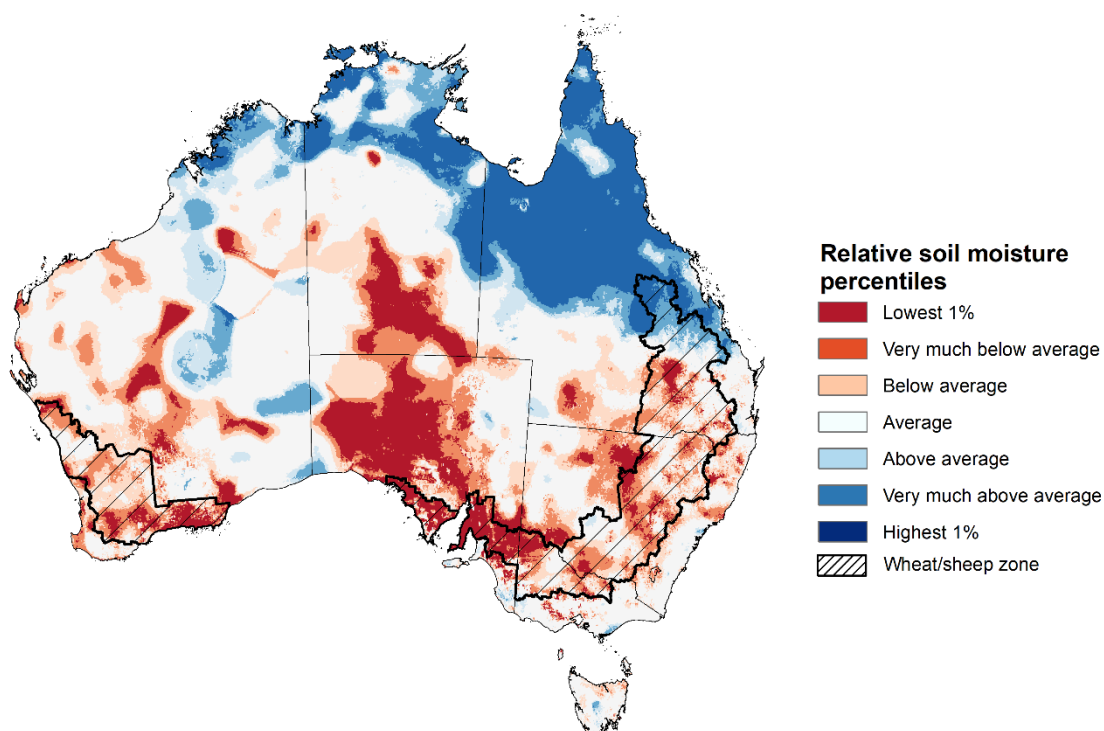 Relative soil moisture
percentiles
Lowest 1%
Very much below average
Below average
Average
Above average
Very much above average
Highest 1%
Wheat/sheep zone